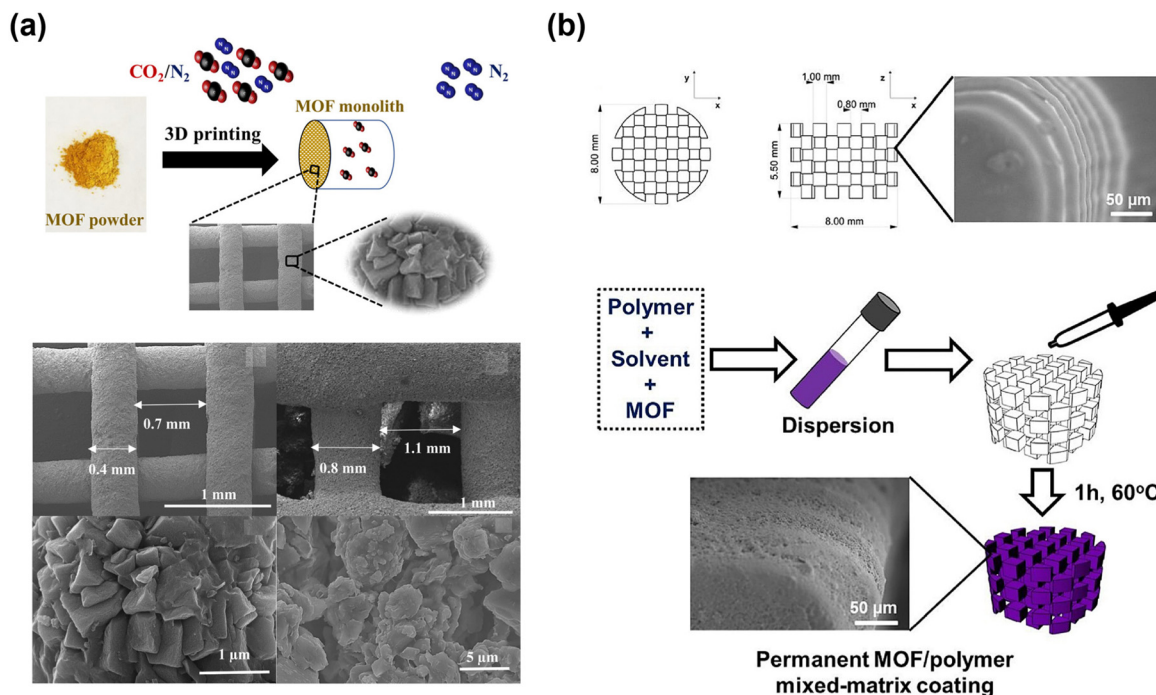 (a)
CO2/N2
N2
N N
MOF monolith
3D printing
MOF powder
0.7 mm
0.4 mm
1 mm
1.1 mm
0.8 mm
1 mm
1 µm
5 µm
(b)
y
x
8.00 mm
1,00 mm
z
x
0,80 mm
5.50 mm
8.00 mm
50 µm
Polymer
+
Solvent
+
MOF
Dispersion
1h, 60°C
50 µm
Permanent MOF/polymer
mixed-matrix coating